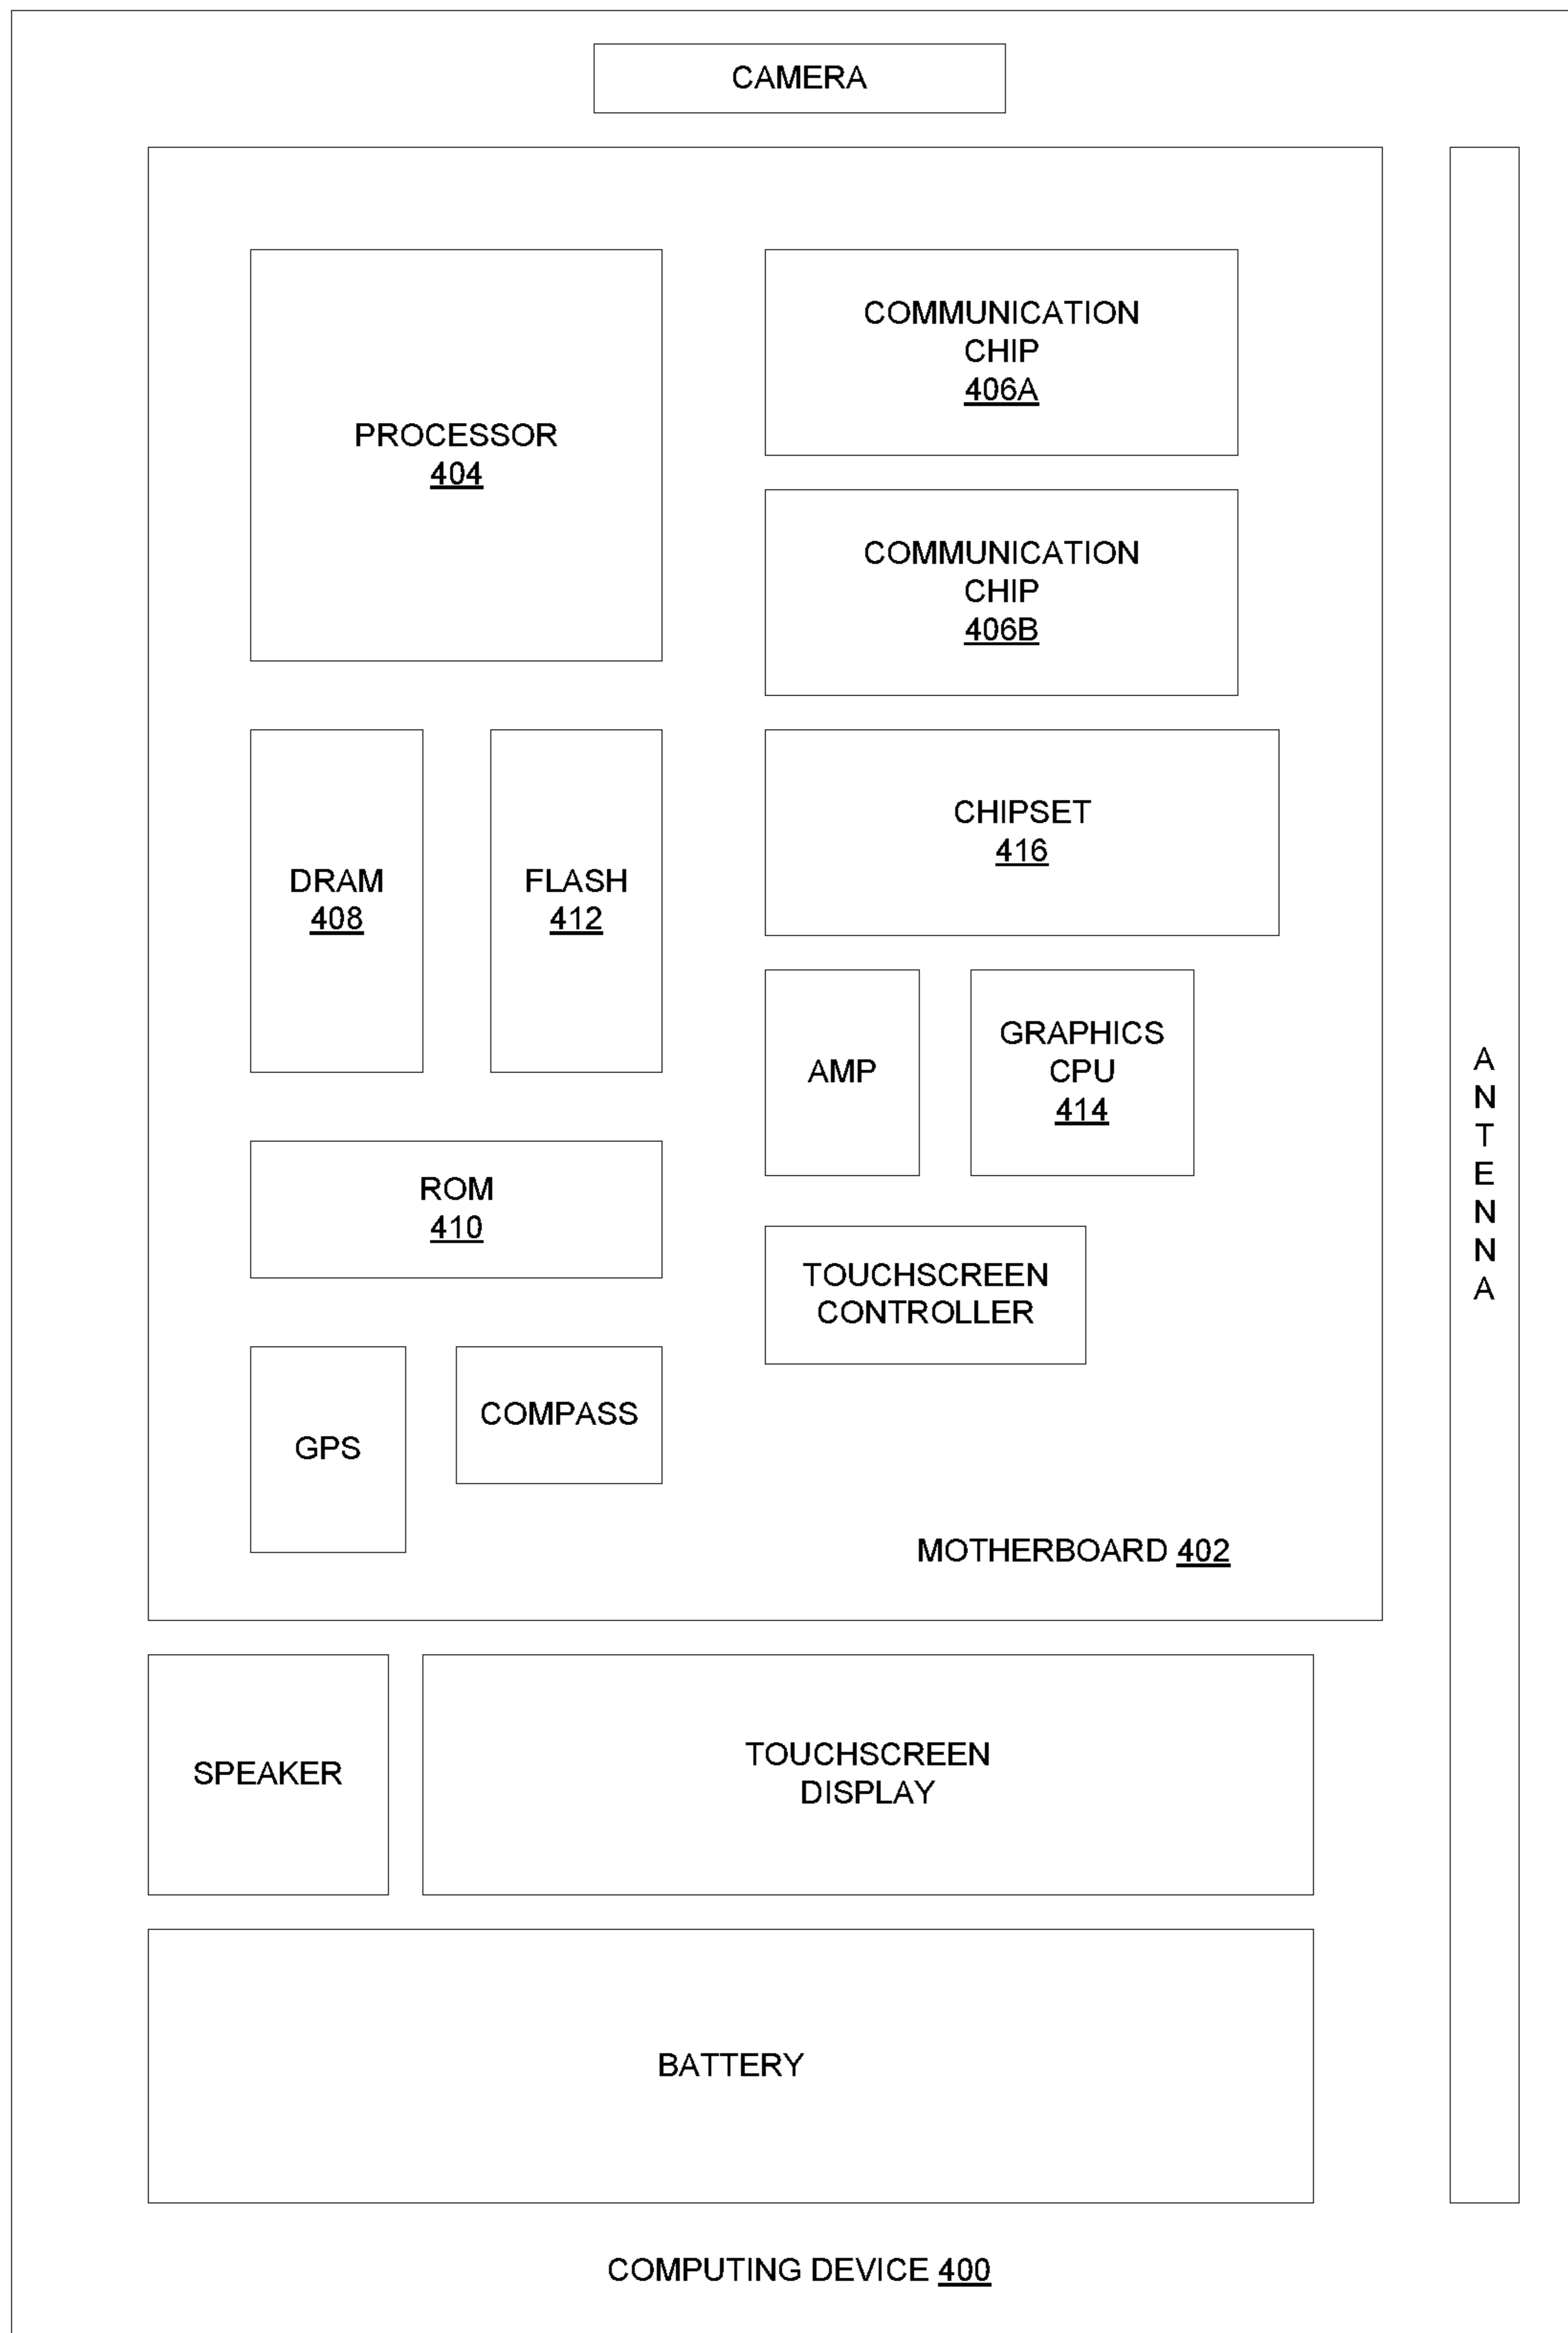 CAMERA
PROCESSOR
404
COMMUNICATION
CHIP
406A
COMMUNICATION
CHIP
406B
DRAM
408
FLASH
412
CHIPSET
416
AMP
GRAPHICS
CPU
414
ROM
410
TOUCHSCREEN
CONTROLLER
GPS
COMPASS
MOTHERBOARD 402
ANTENNA
SPEAKER
TOUCHSCREEN
DISPLAY
BATTERY
COMPUTING DEVICE 400